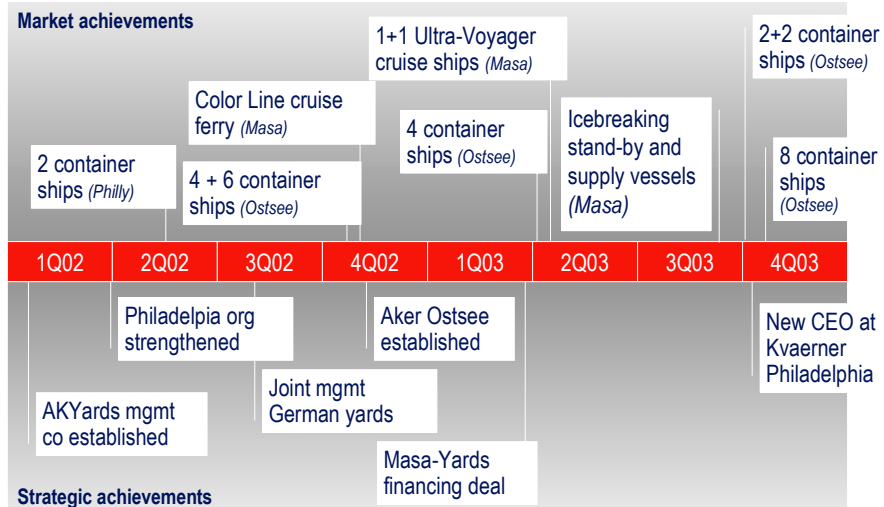 Market achievements
1+1 Ultra-Voyager
cruise ships (Masa)
2+2 container
ships (Ostsee)
Color Line cruise
ferry (Masa)
4 container
ships (Ostsee)
Icebreaking
stand-by and
supply vessels
(Masa)
2 container
ships (Philly)
4 + 6 container
ships (Ostsee)
8 container
ships
(Ostsee)
1Q02
2Q02
3Q02
4Q02
1Q03
2Q03
3Q03
4Q03
Philadelpia org
strengthened
Aker Ostsee
established
New CEO at
Kvaerner
Philadelphia
Joint mgmt
German yards
AKYards mgmt
co established
Masa-Yards
financing deal
Strategic achievements